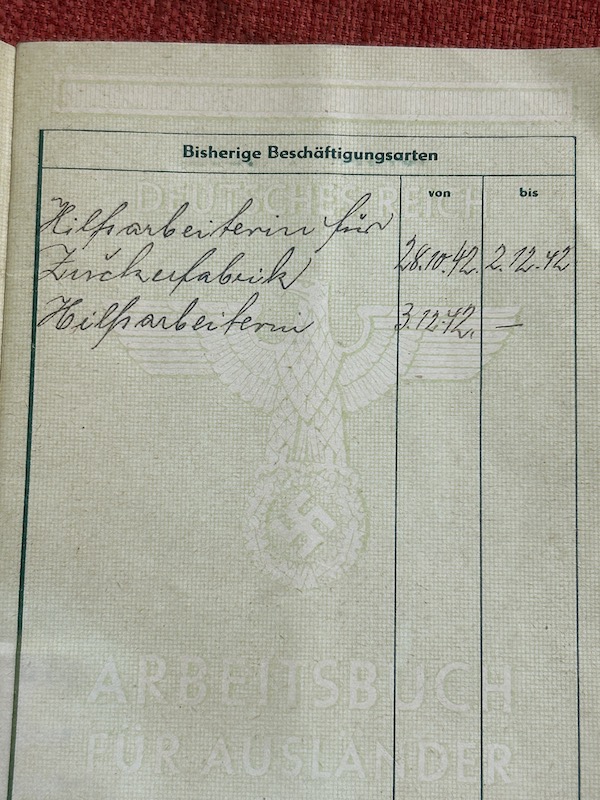 Bisherige Beschäftigungsarten
von bis
DEUTSCHES REICH
Hilfsarbeiterin für
Zuckerfabrik 28.10.42. 2.12.42
Hilfsarbeiterin 3.12.42. —
ARBEITSBUCH
FÜR AUSLÄNDER